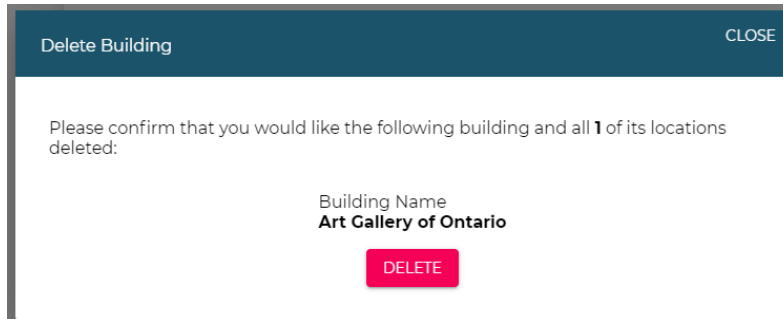 Delete Building
CLOSE
Please confirm that you would like the following building and all 1 of its locations
deleted:
Building Name
Art Gallery of Ontario
DELETE